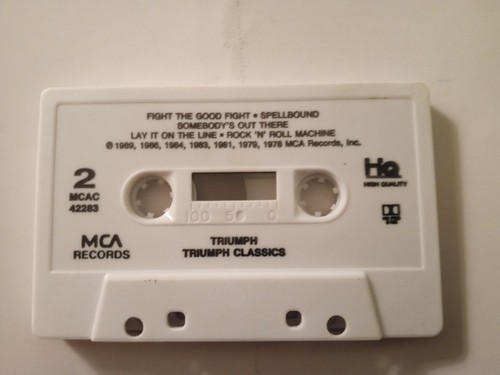 FIGHT THE GOOD FIGHT • SPELLBOUND
SOMEBODY'S OUT THERE
LAY IT ON THE LINE • ROCK 'N' ROLL MACHINE
℗ 1989, 1986, 1984, 1983, 1981, 1979, 1978 MCA Records, Inc.
2
MCAC
42283
HQ
HIGH QUALITY
100 50 0
MCA
RECORDS
TRIUMPH
TRIUMPH CLASSICS